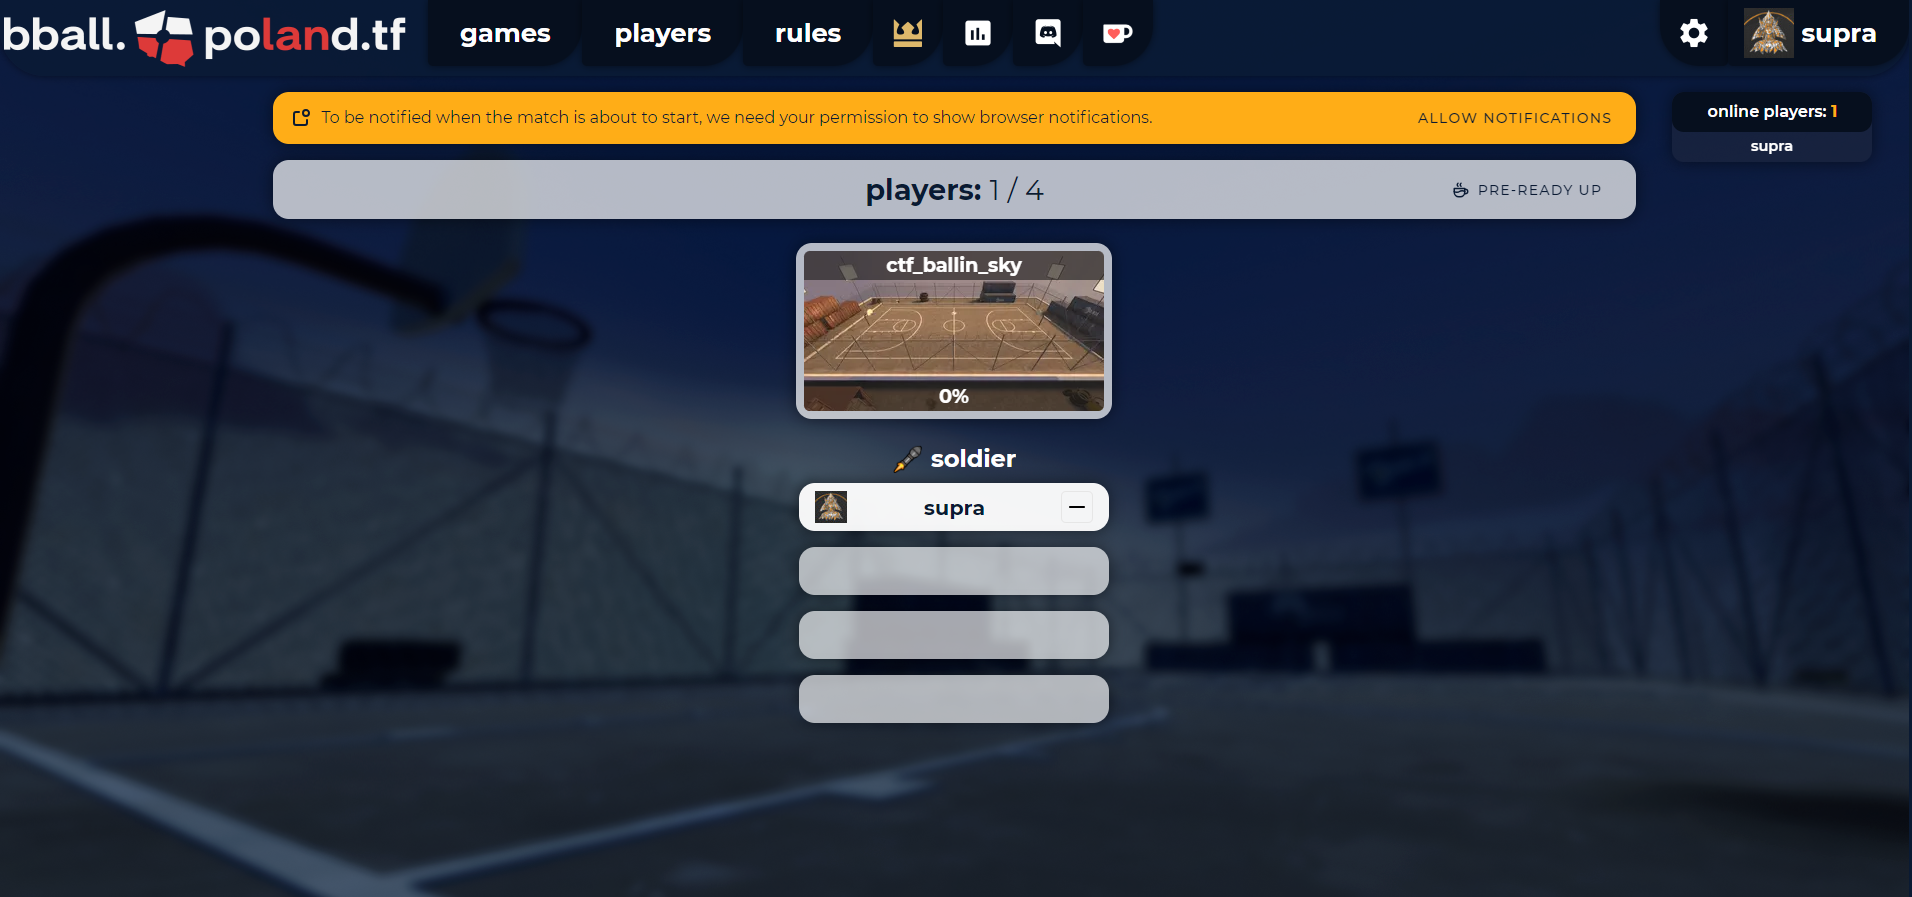 bball. poland.tf
games
players
rules
supra
To be notified when the match is about to start, we need your permission to show browser notifications.
ALLOW NOTIFICATIONS
online players: 1
supra
players: 1 / 4
PRE-READY UP
ctf_ballin_sky
0%
soldier
supra